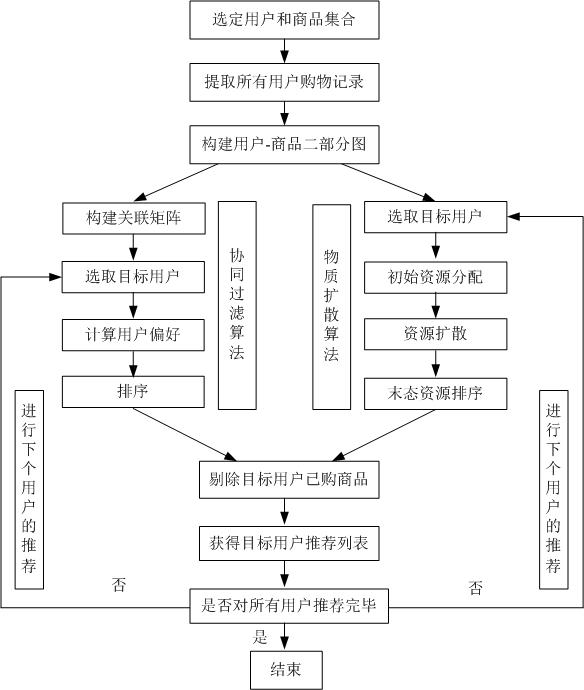 选定用户和商品集合
提取所有用户购物记录
构建用户-商品二部分图
构建关联矩阵
选取目标用户
计算用户偏好
排序
协同过滤算法
物质扩散算法
选取目标用户
初始资源分配
资源扩散
末态资源排序
进行下个用户的推荐
进行下个用户的推荐
剔除目标用户已购商品
获得目标用户推荐列表
否
否
是否对所有用户推荐完毕
是
结束